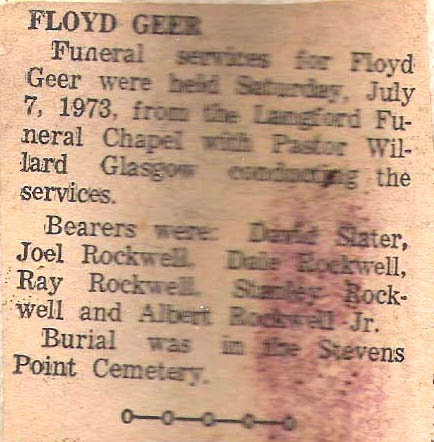 FLOYD GEER
Funeral services for Floyd
Geer were held Saturday, July
7, 1973, from the Langford Fu-
neral Chapel with Pastor Wil-
lard Glasgow conducting the
services.
Bearers were: David Slater,
Joel Rockwell. Dale Rockwell,
Ray Rockwell. Stanley Rock-
well and Albert Rockwell Jr.
Burial was in the Stevens
Point Cemetery.